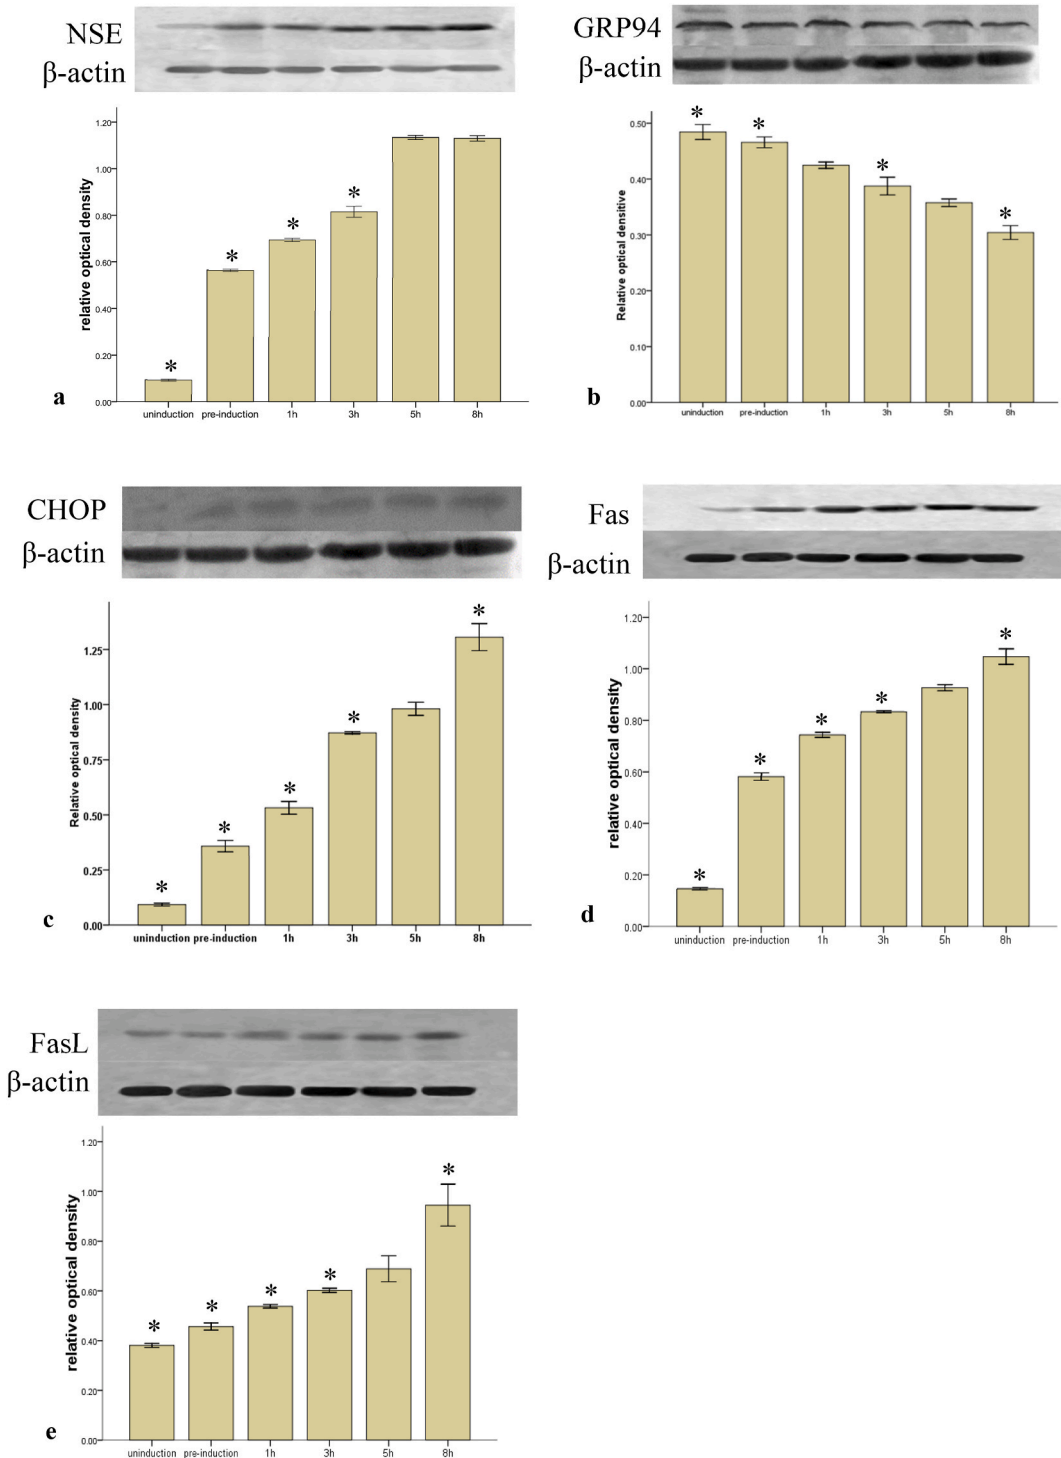 NSE
β-actin
*
*
*
*
relative optical density
1.20
1.00
0.80
0.60
0.40
0.20
0.00
uninduction pre-induction 1h 3h 5h 8h
a
GRP94
β-actin
*
*
*
*
Relative optical densitive
0.50
0.40
0.30
0.20
0.10
0.00
uninduction pre-induction 1h 3h 5h 8h
b
CHOP
β-actin
*
*
*
*
*
Relative optical density
1.25
1.00
0.75
0.50
0.25
0.00
uninduction pre-induction 1h 3h 5h 8h
c
Fas
β-actin
*
*
*
*
*
relative optical density
1.20
1.00
0.80
0.60
0.40
0.20
0.00
uninduction pre-induction 1h 3h 5h 8h
d
FasL
β-actin
*
*
*
*
*
relative optical density
1.20
1.00
0.80
0.60
0.40
0.20
0.00
uninduction pre-induction 1h 3h 5h 8h
e